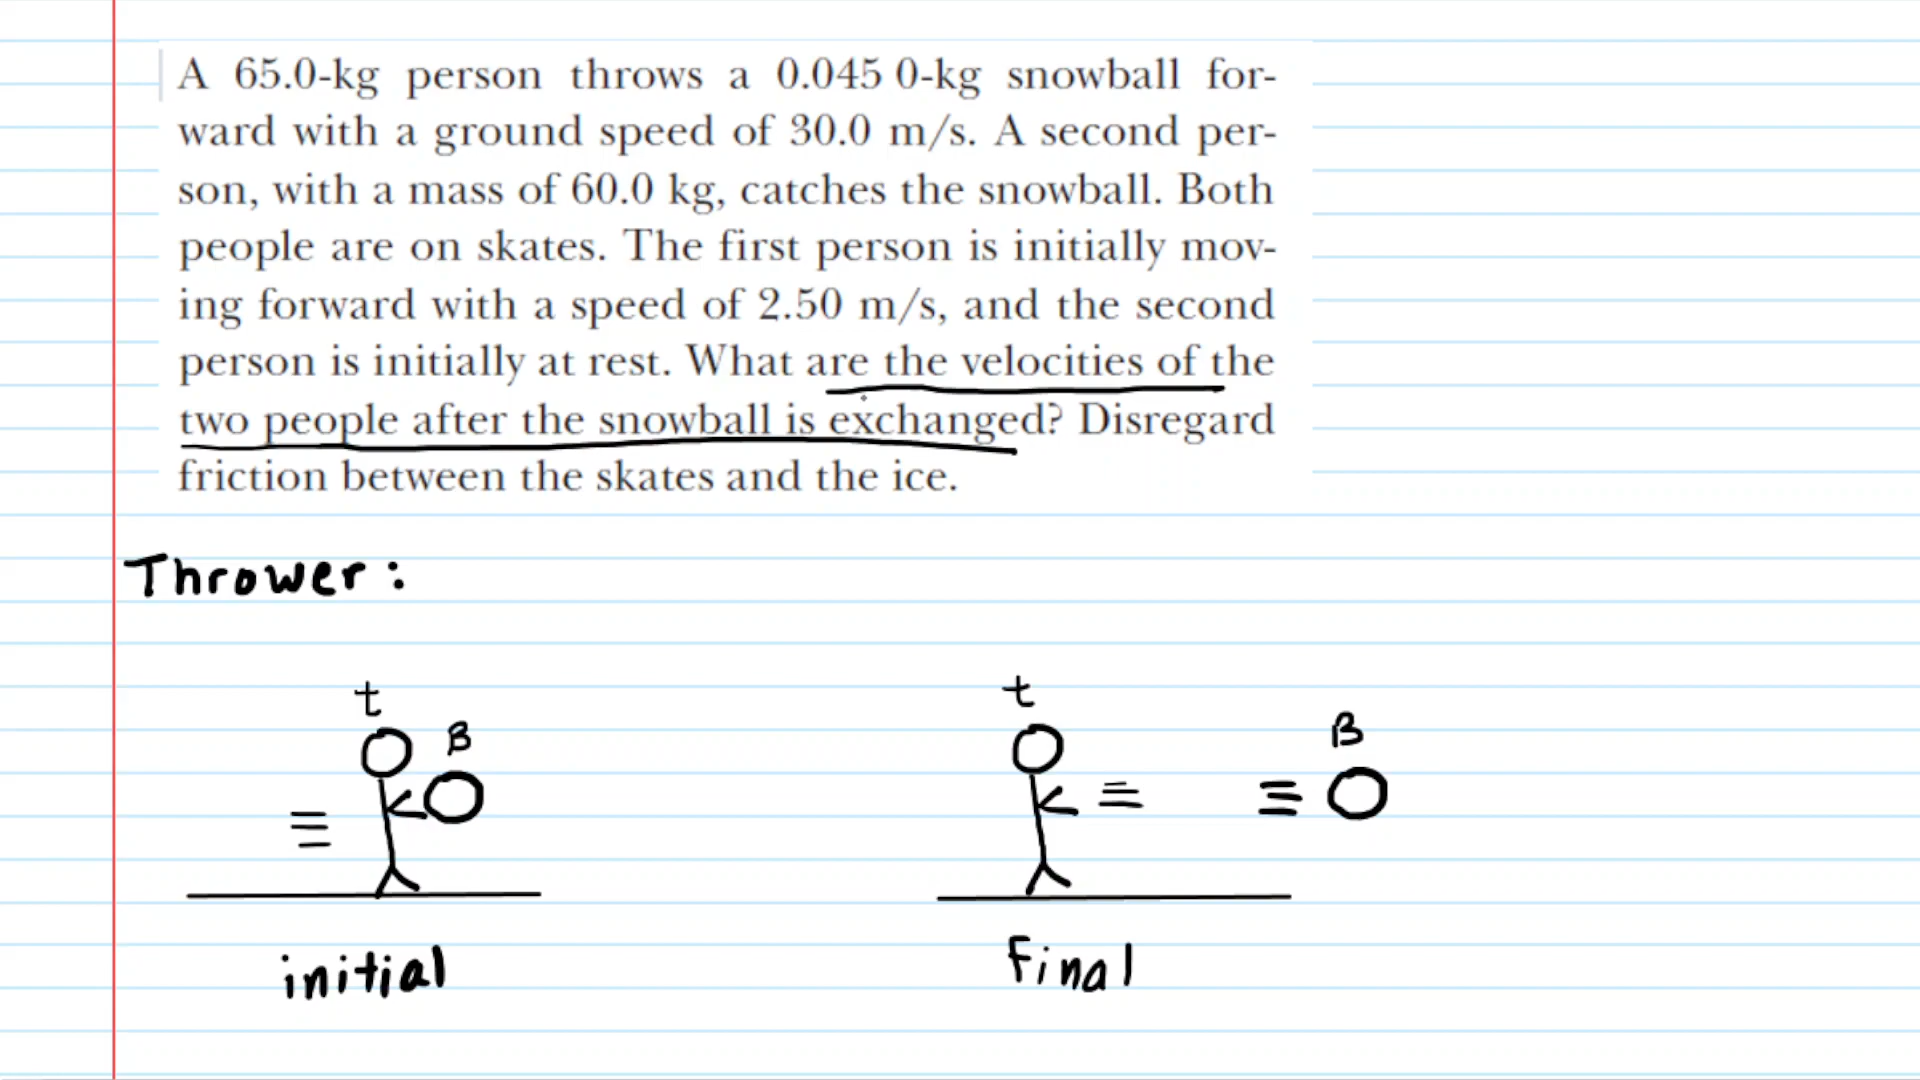 A 65.0-kg person throws a 0.045 0-kg snowball for-
ward with a ground speed of 30.0 m/s. A second per-
son, with a mass of 60.0 kg, catches the snowball. Both
people are on skates. The first person is initially mov-
ing forward with a speed of 2.50 m/s, and the second
person is initially at rest. What are the velocities of the
two people after the snowball is exchanged? Disregard
friction between the skates and the ice.
Thrower:
t
B
t
B
initial
Final